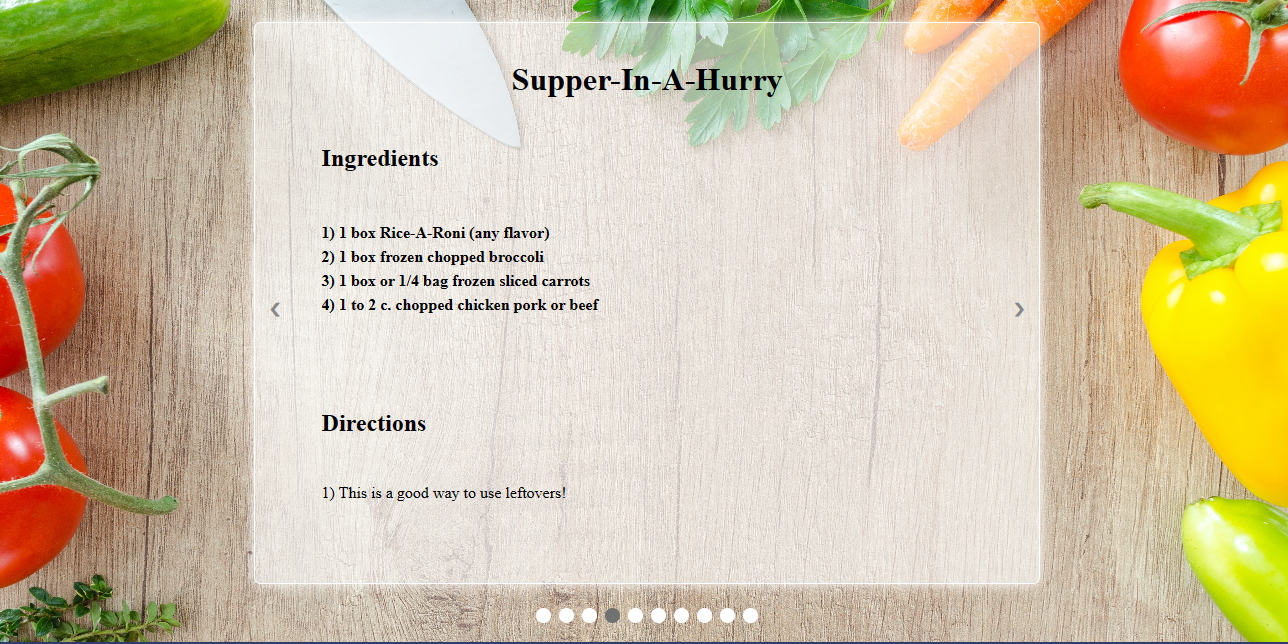 Supper-In-A-Hurry
Ingredients
1) 1 box Rice-A-Roni (any flavor)
2) 1 box frozen chopped broccoli
3) 1 box or 1/4 bag frozen sliced carrots
4) 1 to 2 c. chopped chicken pork or beef
Directions
1) This is a good way to use leftovers!